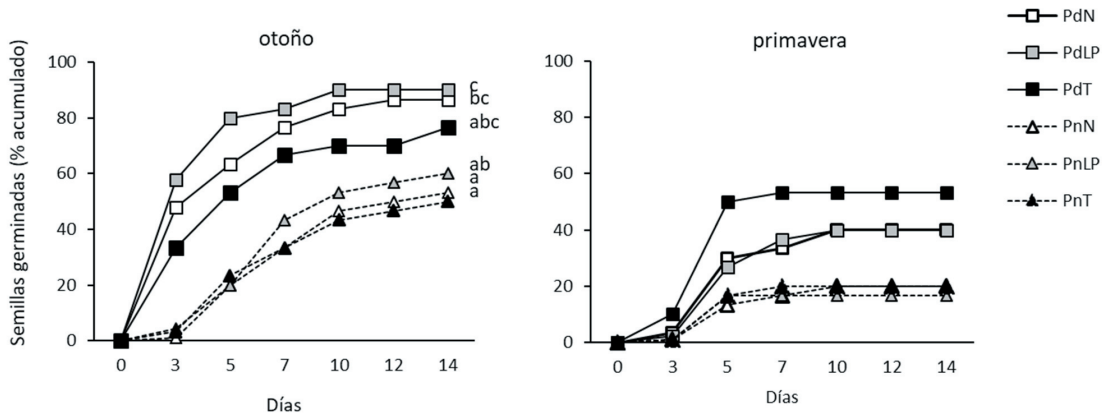 otoño
Semillas germinadas (% acumulado)
100
80
60
40
20
0
c
bc
abc
ab
a
a
0 3 5 7 10 12 14
Días
primavera
100
80
60
40
20
0
0 3 5 7 10 12 14
Días
PdN
PdLP
PdT
PnN
PnLP
PnT